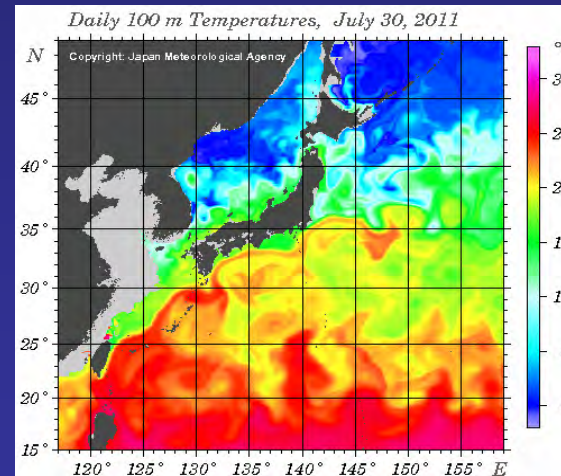 Daily 100 m Temperatures, July 30, 2011
N
Copyright: Japan Meteorological Agency
45°
40°
35°
30°
25°
20°
15°
120° 125° 130° 135° 140° 145° 150° 155° E